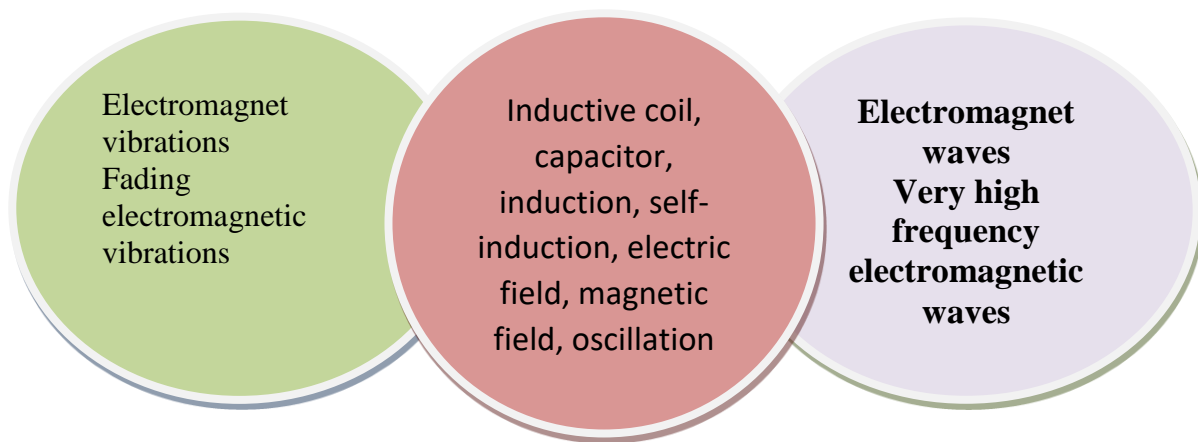 Electromagnet
vibrations
Fading
electromagnetic
vibrations
Inductive coil,
capacitor,
induction, self-
induction, electric
field, magnetic
field, oscillation
Electromagnet
waves
Very high
frequency
electromagnetic
waves